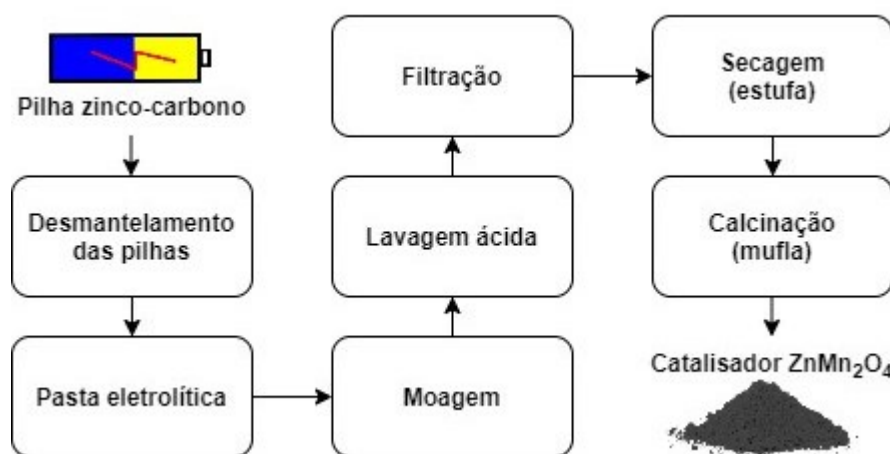 Pilha zinco-carbono
Desmantelamento
das pilhas
Pasta eletrolítica
Moagem
Lavagem ácida
Filtração
Secagem
(estufa)
Calcinação
(mufla)
Catalisador ZnMn₂O₄